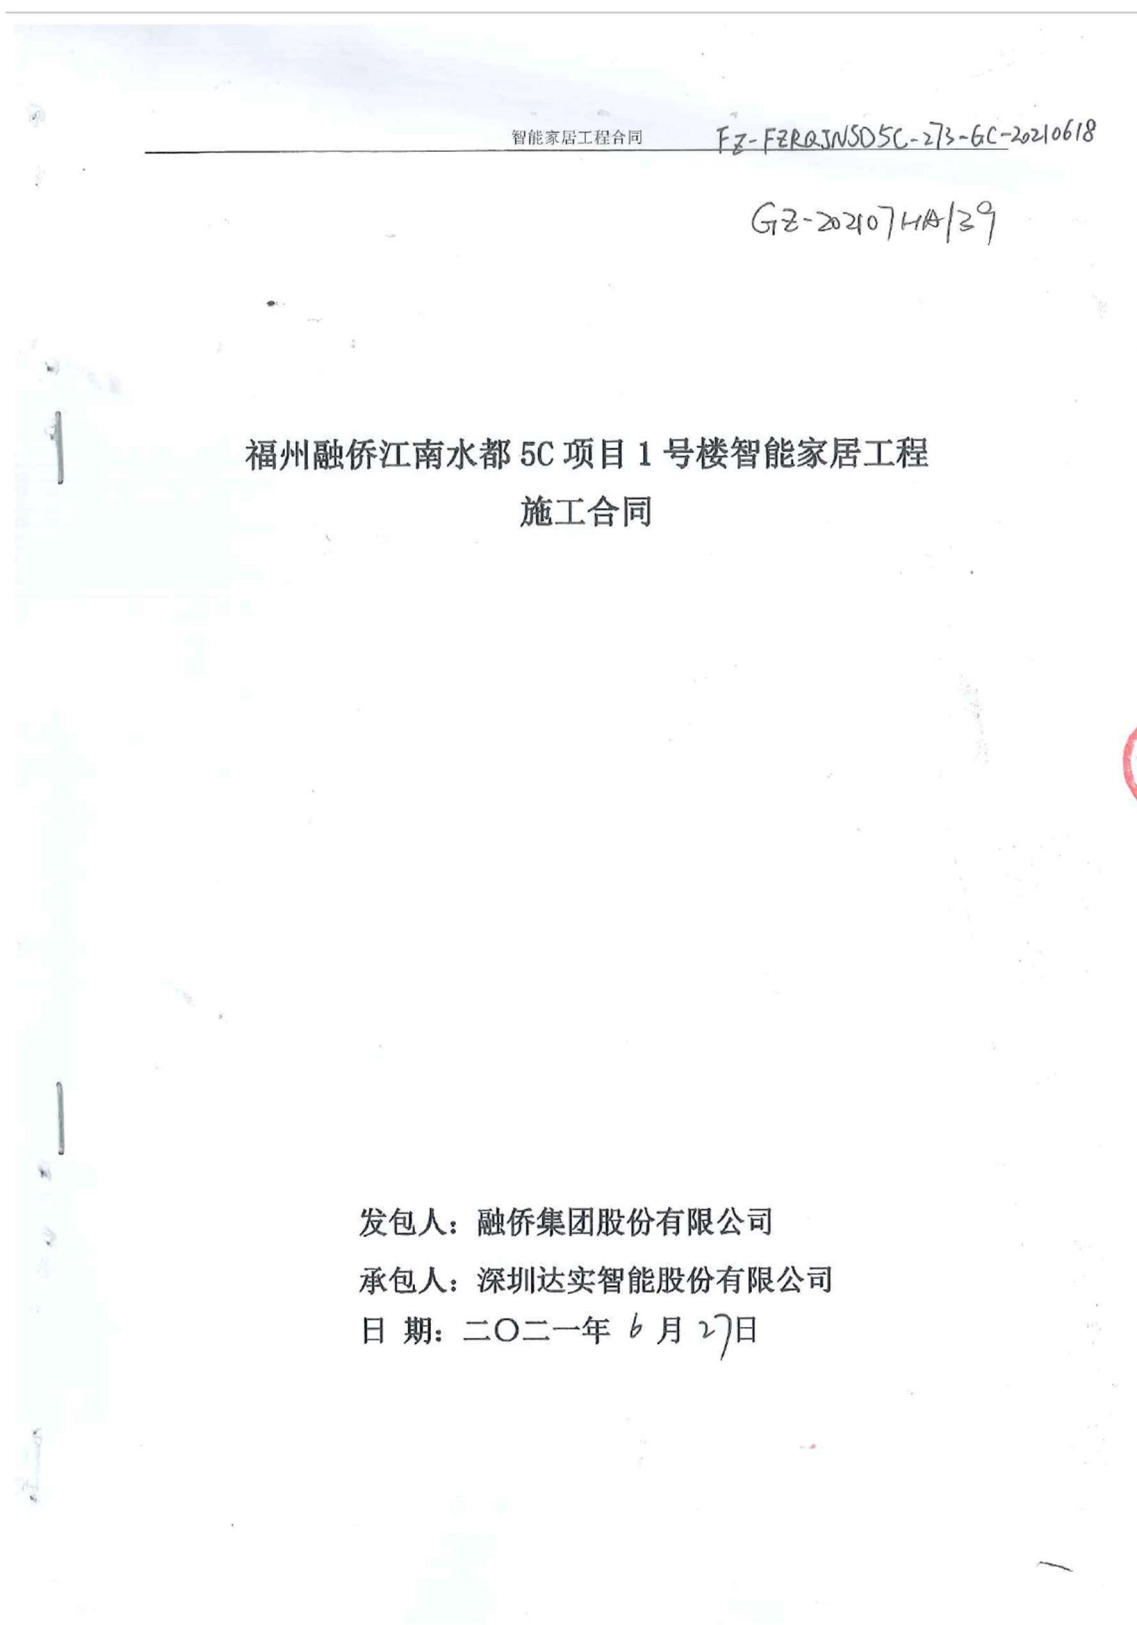 智能家居工程合同 FZ-FZRQJNSD5C-273-GC-20210618
GZ-202107HA139
福州融侨江南水都 5C 项目 1 号楼智能家居工程
施工合同
发包人：融侨集团股份有限公司
承包人：深圳达实智能股份有限公司
日 期：二〇二一年 6 月 27日